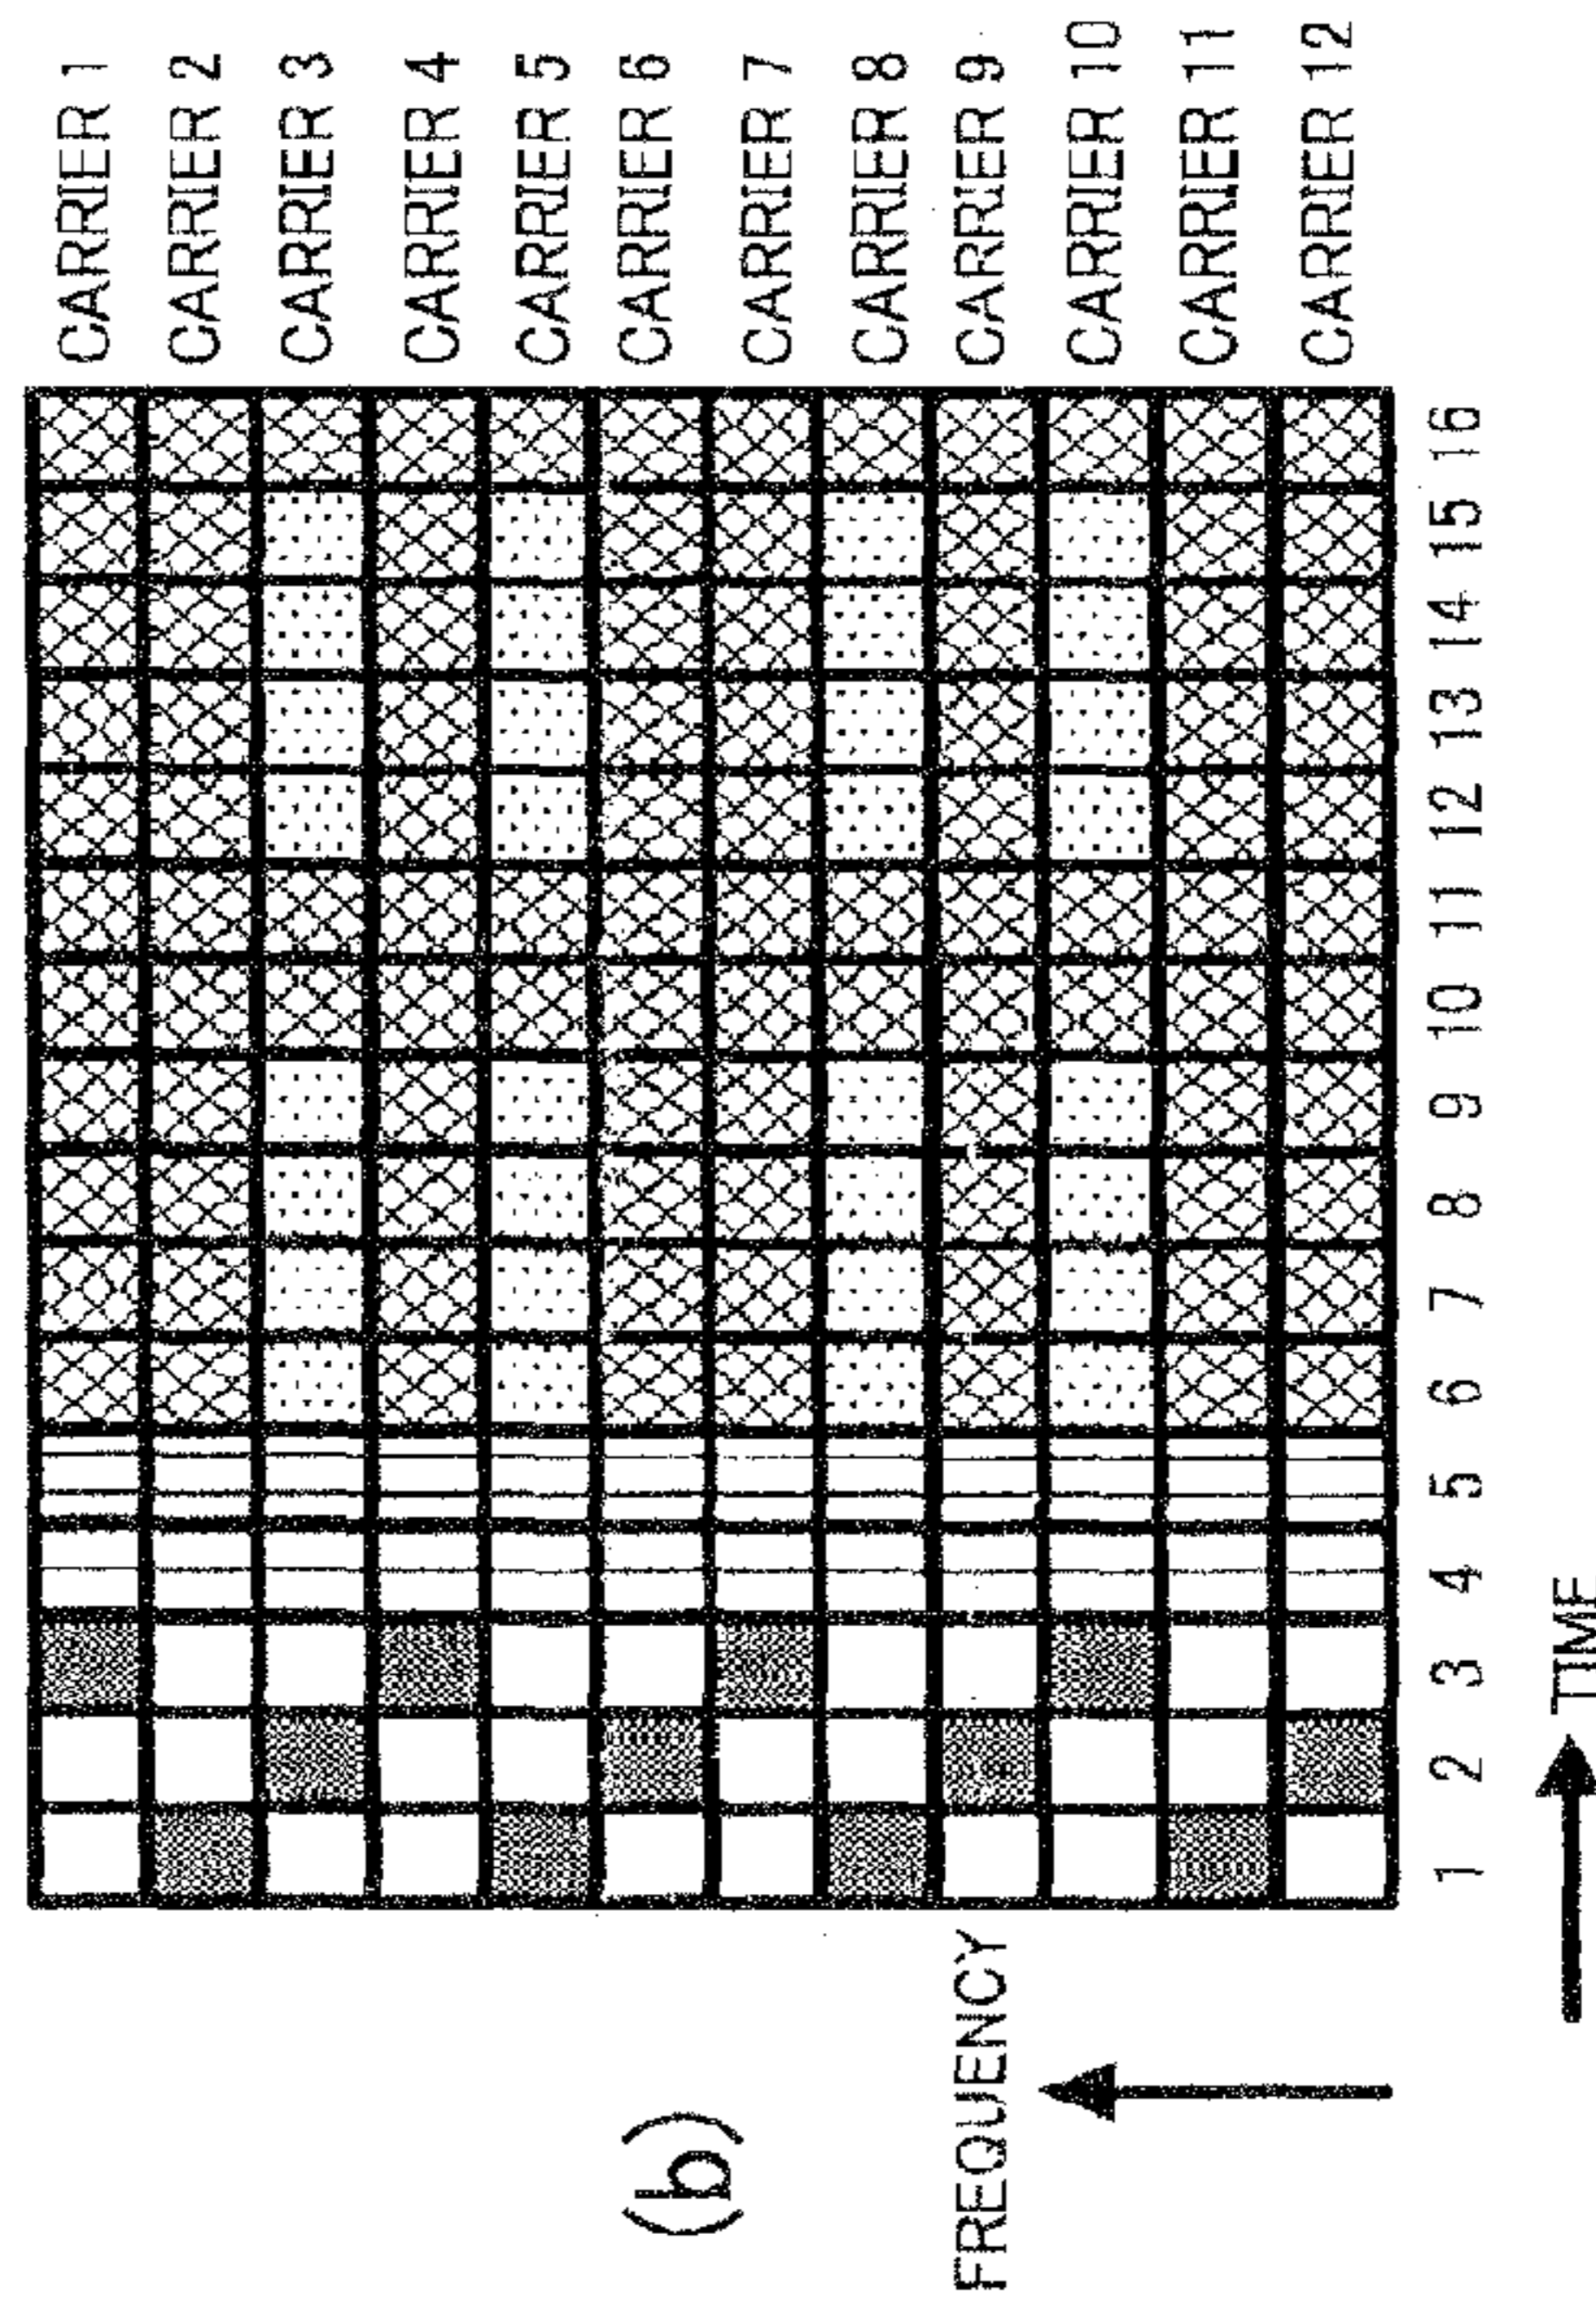 (b)
FREQUENCY
CARRIER 1
CARRIER 2
CARRIER 3
CARRIER 4
CARRIER 5
CARRIER 6
CARRIER 7
CARRIER 8
CARRIER 9
CARRIER 10
CARRIER 11
CARRIER 12
1 2 3 4 5 6 7 8 9 10 11 12 13 14 15 16
TIME